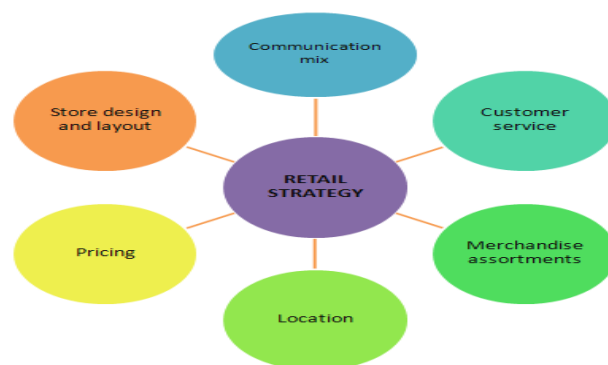 Communication
mix
Store design
and layout
Customer
service
RETAIL
STRATEGY
Pricing
Merchandise
assortments
Location